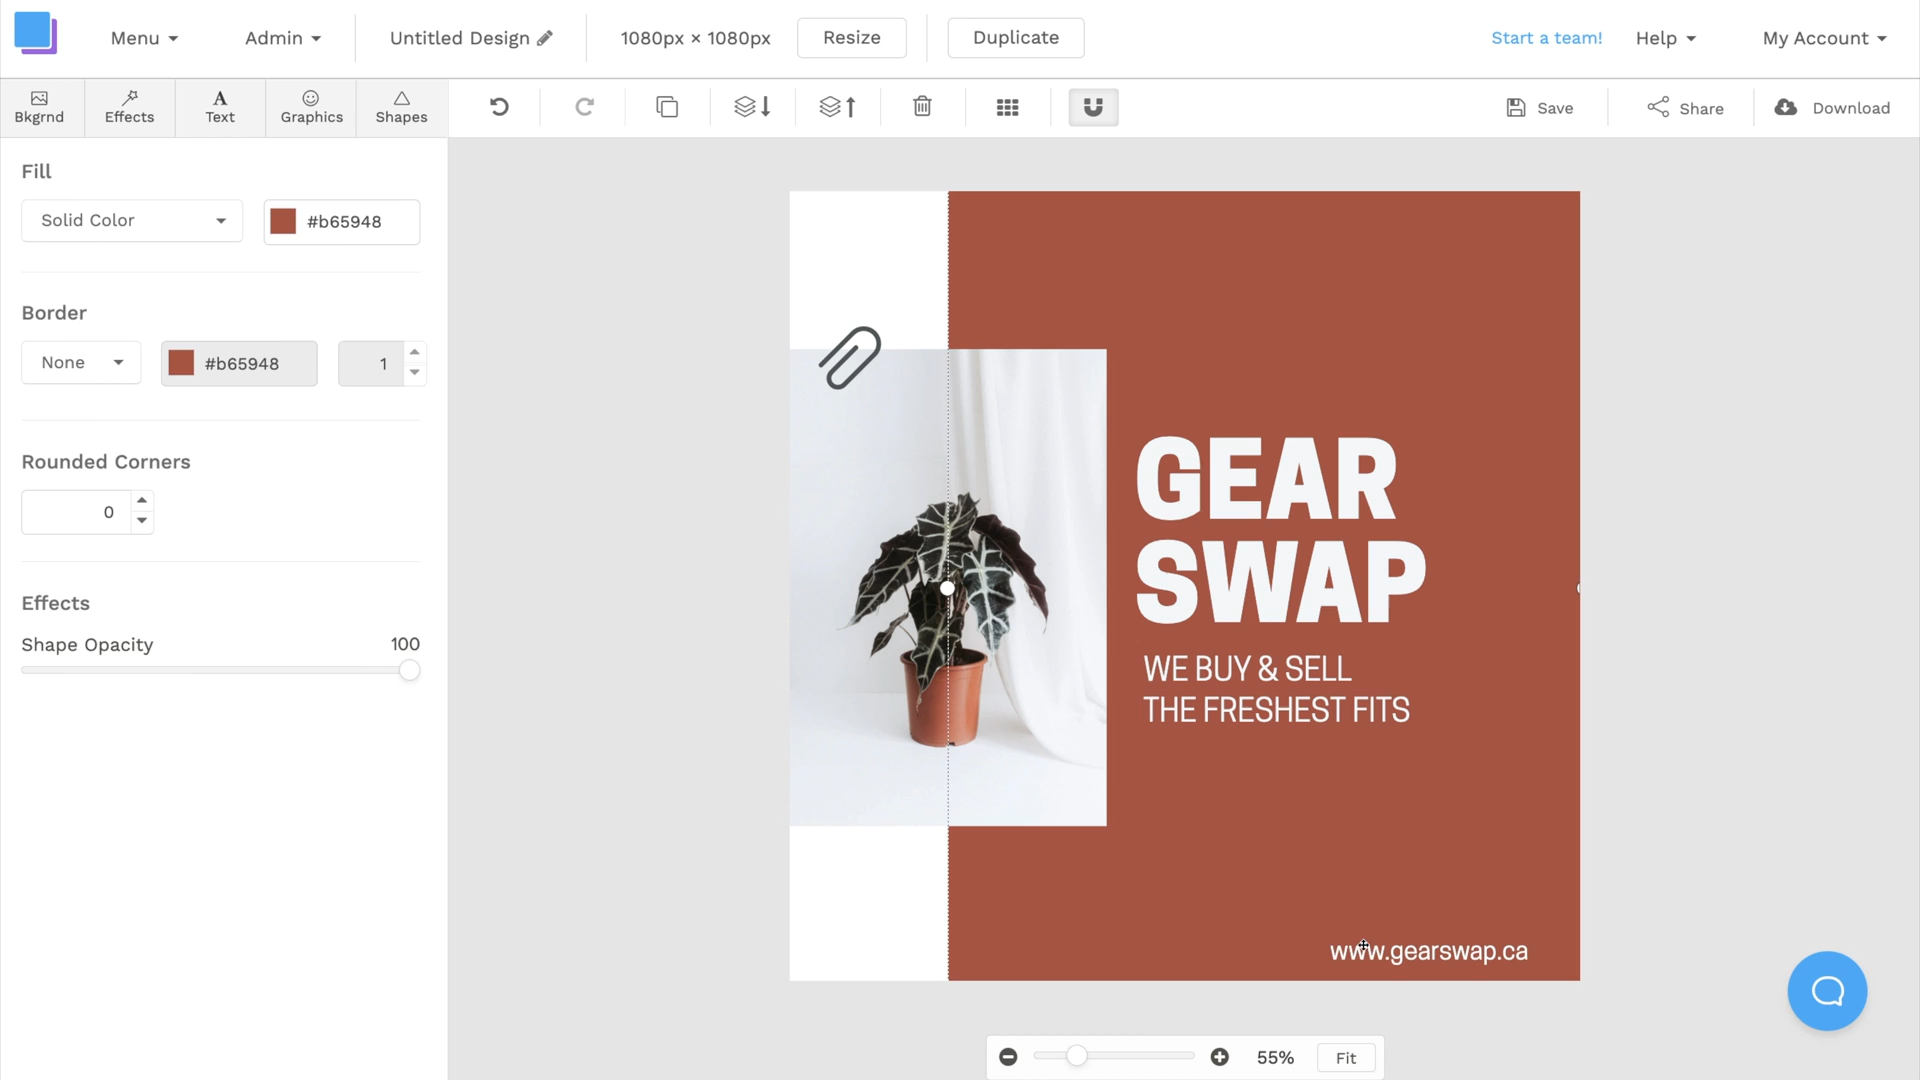 Menu Admin Untitled Design 1080px × 1080px Resize Duplicate Start a team! Help My Account
Bkgrnd Effects Text Graphics Shapes Save Share Download
Fill
Solid Color #b65948
Border
None #b65948 1
Rounded Corners
0
Effects
Shape Opacity 100
GEAR
SWAP
WE BUY & SELL
THE FRESHEST FITS
www.gearswap.ca
55% Fit